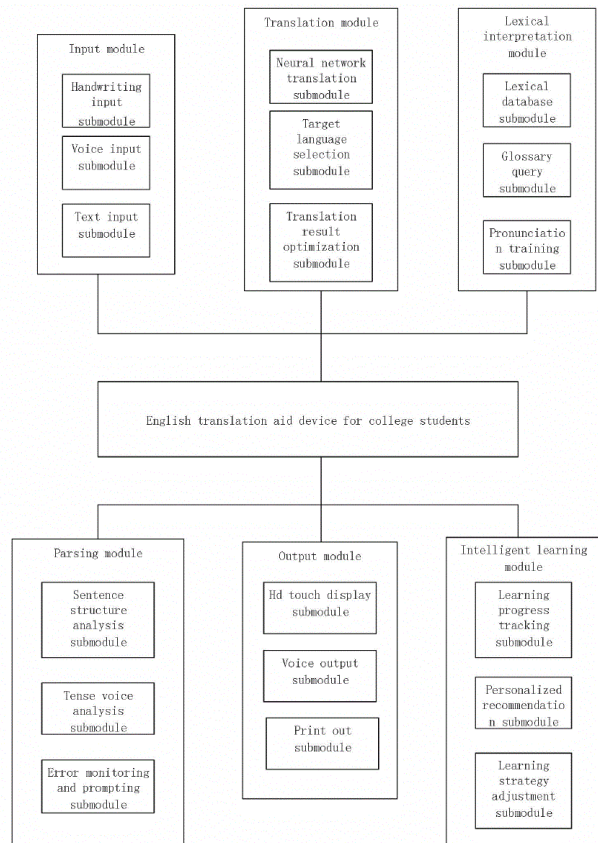 Input module
Handwriting
input
submodule
Voice input
submodule
Text input
submodule
Translation module
Neural network
translation
submodule
Target
language
selection
submodule
Translation
result
optimization
submodule
Lexical
interpretation
module
Lexical
database
submodule
Glossary
query
submodule
Pronunciatio
n training
submodule
English translation aid device for college students
Parsing module
Sentence
structure
analysis
submodule
Tense voice
analysis
submodule
Error monitoring
and prompting
submodule
Output module
Hd touch display
submodule
Voice output
submodule
Print out
submodule
Intelligent learning
module
Learning
progress
tracking
submodule
Personalized
recommendatio
n submodule
Learning
strategy
adjustment
submodule